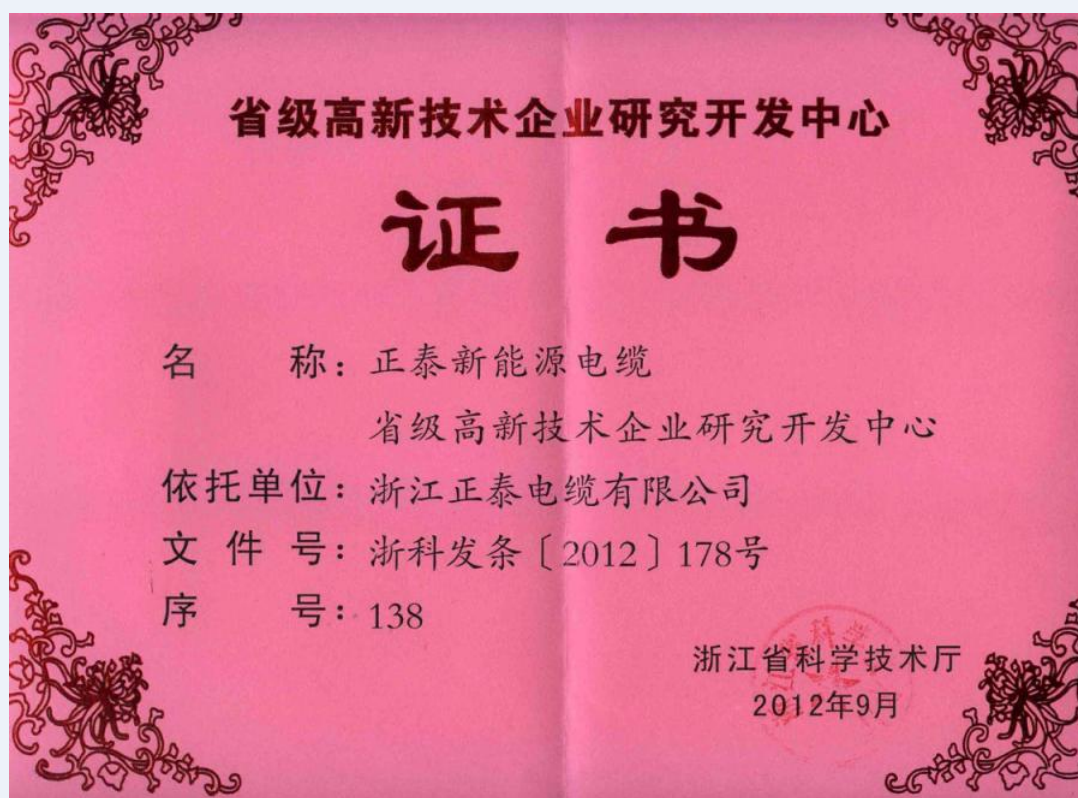 省级高新技术企业研究开发中心
证 书
名 称：正泰新能源电缆
省级高新技术企业研究开发中心
依托单位：浙江正泰电缆有限公司
文 件 号：浙科发条〔2012〕178号
序 号：138
浙江省科学技术厅
2012年9月